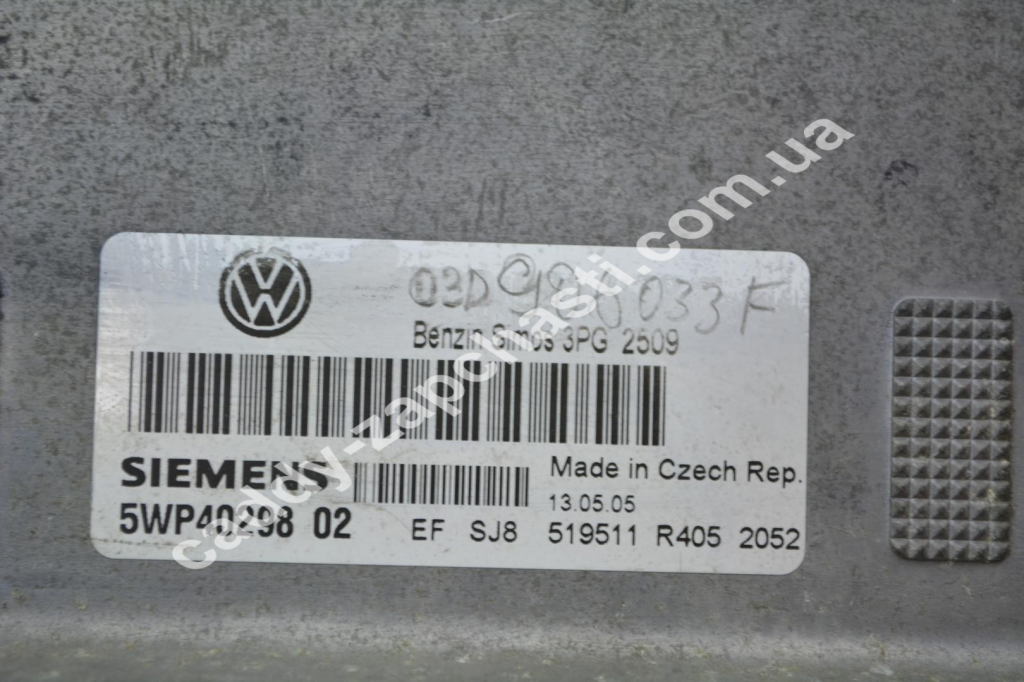 03D 033 F
Benzin Simos 3PG 2509
SIEMENS
Made in Czech Rep.
13.05.05
5WP40298 02
EF SJ8 519511 R405 2052
caddy-zapchasti.com.ua